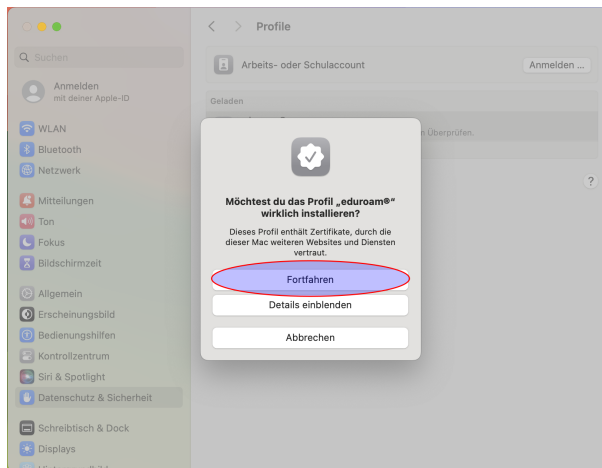 Profile
Suchen
Anmelden
mit deiner Apple-ID
WLAN
Bluetooth
Netzwerk
Mitteilungen
Ton
Fokus
Bildschirmzeit
Allgemein
Erscheinungsbild
Bedienungshilfen
Kontrollzentrum
Siri & Spotlight
Datenschutz & Sicherheit
Schreibtisch & Dock
Displays
Arbeits- oder Schulaccount
Anmelden ...
Geladen
Überprüfen.
?
Möchtest du das Profil „eduroam®“
wirklich installieren?
Dieses Profil enthält Zertifikate, durch die
dieser Mac weiteren Websites und Diensten
vertraut.
Fortfahren
Details einblenden
Abbrechen